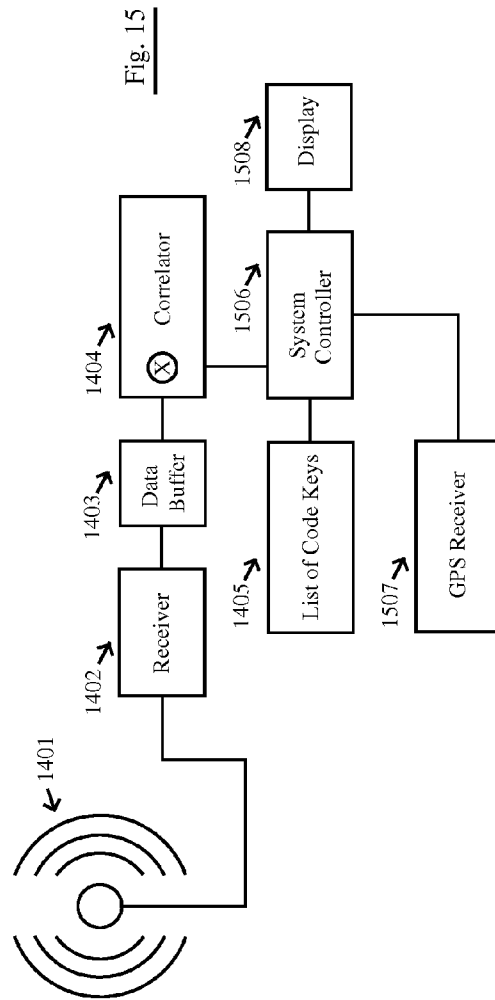 Fig. 15
1401
1402
Receiver
1403
Data
Buffer
1404
X
Correlator
1405
List of Code Keys
1506
System
Controller
1508
Display
1507
GPS Receiver